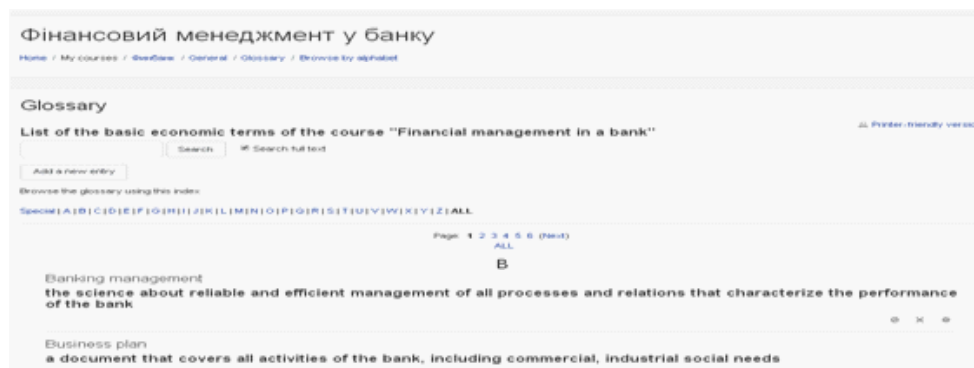 Фінансовий менеджмент у банку
Home / My courses / ФінБанк / General / Glossary / Browse by alphabet
Glossary
List of the basic economic terms of the course "Financial management in a bank"
Printer-friendly versio
Search Search full text
Add a new entry
Browse the glossary using this index
Special | A | B | C | D | E | F | G | H | I | J | K | L | M | N | O | P | Q | R | S | T | U | V | W | X | Y | Z | ALL
Page: 1 2 3 4 5 6 (Next)
ALL
B
Banking management
the science about reliable and efficient management of all processes and relations that characterize the performance
of the bank
Business plan
a document that covers all activities of the bank, including commercial, industrial social needs